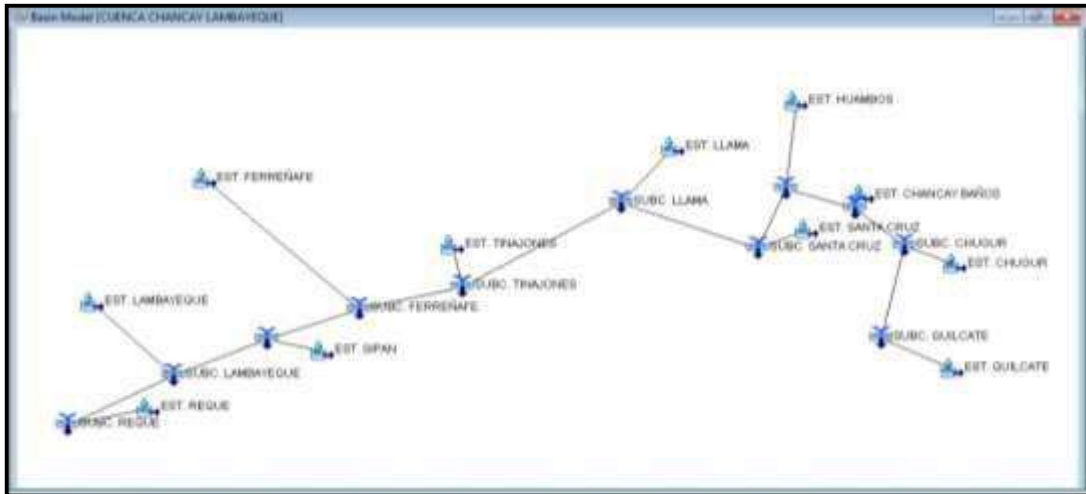 Basin Model [CUENCA CHANCAY LAMBAYEQUE]
EST. HUAMBOS
EST. LLAMA
EST. FERREÑAFE
EST. CHANCAY BAÑOS
SUBC. LLAMA
EST. SANTA CRUZ
EST. TINAJONES
SUBC. SANTA CRUZ
SUBC. CHUGUR
EST. CHUGUR
SUBC. TINAJONES
EST. LAMBAYEQUE
SUBC. FERREÑAFE
SUBC. QUILCATE
EST. SIPAN
EST. QUILCATE
SUBC. LAMBAYEQUE
EST. REQUE
SUBC. REQUE